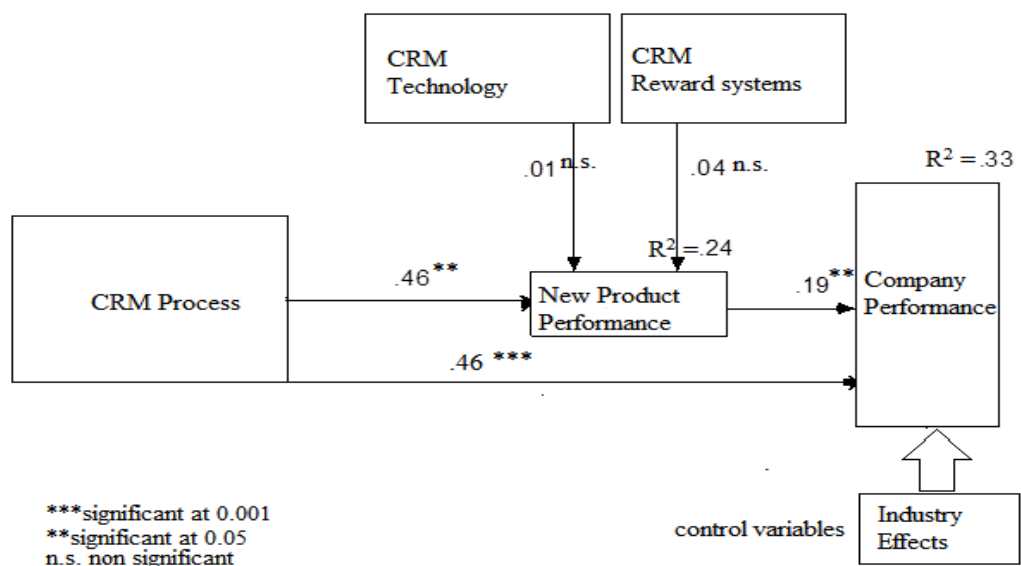 CRM
Technology
CRM
Reward systems
.01 n.s.
.04 n.s.
R² = .33
R² =.24
CRM Process
.46 **
New Product
Performance
.19 **
Company
Performance
.46 ***
***significant at 0.001
**significant at 0.05
n.s. non significant
control variables
Industry
Effects